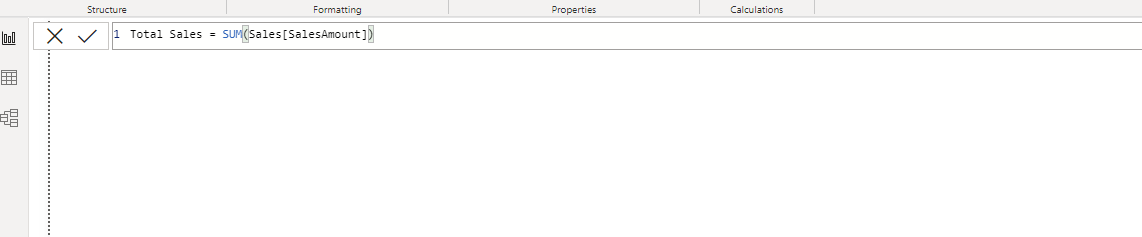 Structure Formatting Properties Calculations
1 Total Sales = SUM(Sales[SalesAmount])